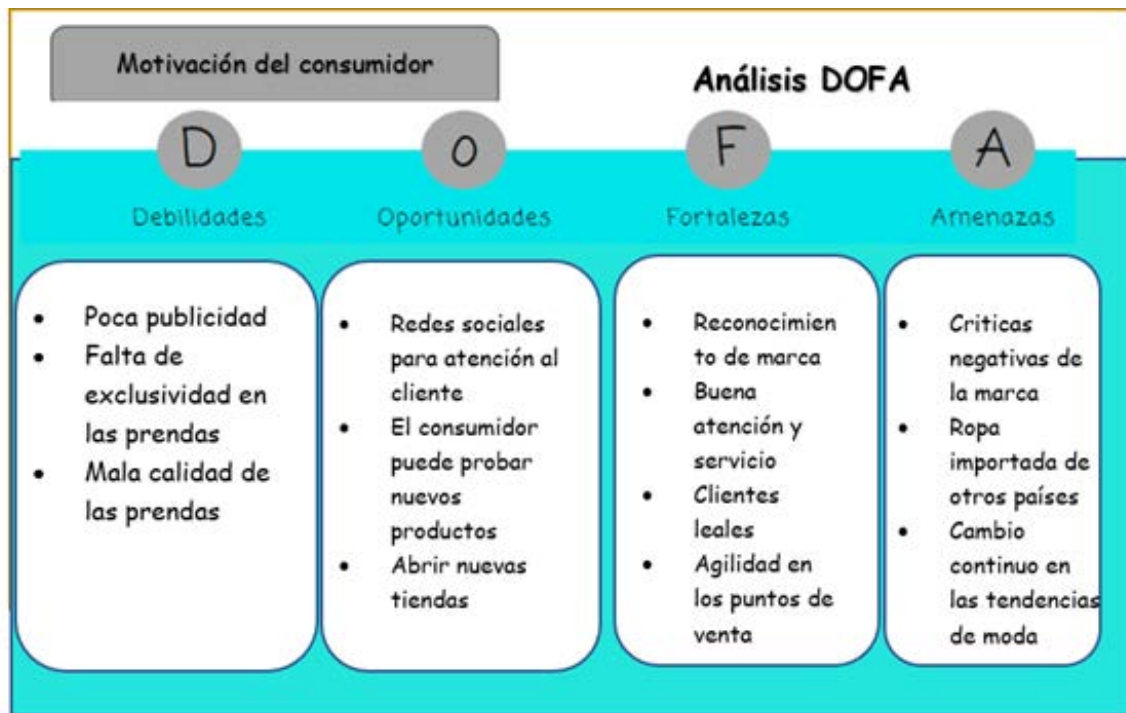 Motivación del consumidor
Análisis DOFA
D
O
F
A
Debilidades
Oportunidades
Fortalezas
Amenazas
• Poca publicidad
• Falta de
exclusividad en
las prendas
• Mala calidad de
las prendas
• Redes sociales
para atención al
cliente
• El consumidor
puede probar
nuevos
productos
• Abrir nuevas
tiendas
• Reconocimien
to de marca
• Buena
atención y
servicio
• Clientes
leales
• Agilidad en
los puntos de
venta
• Criticas
negativas de
la marca
• Ropa
importada de
otros países
• Cambio
continuo en
las tendencias
de moda